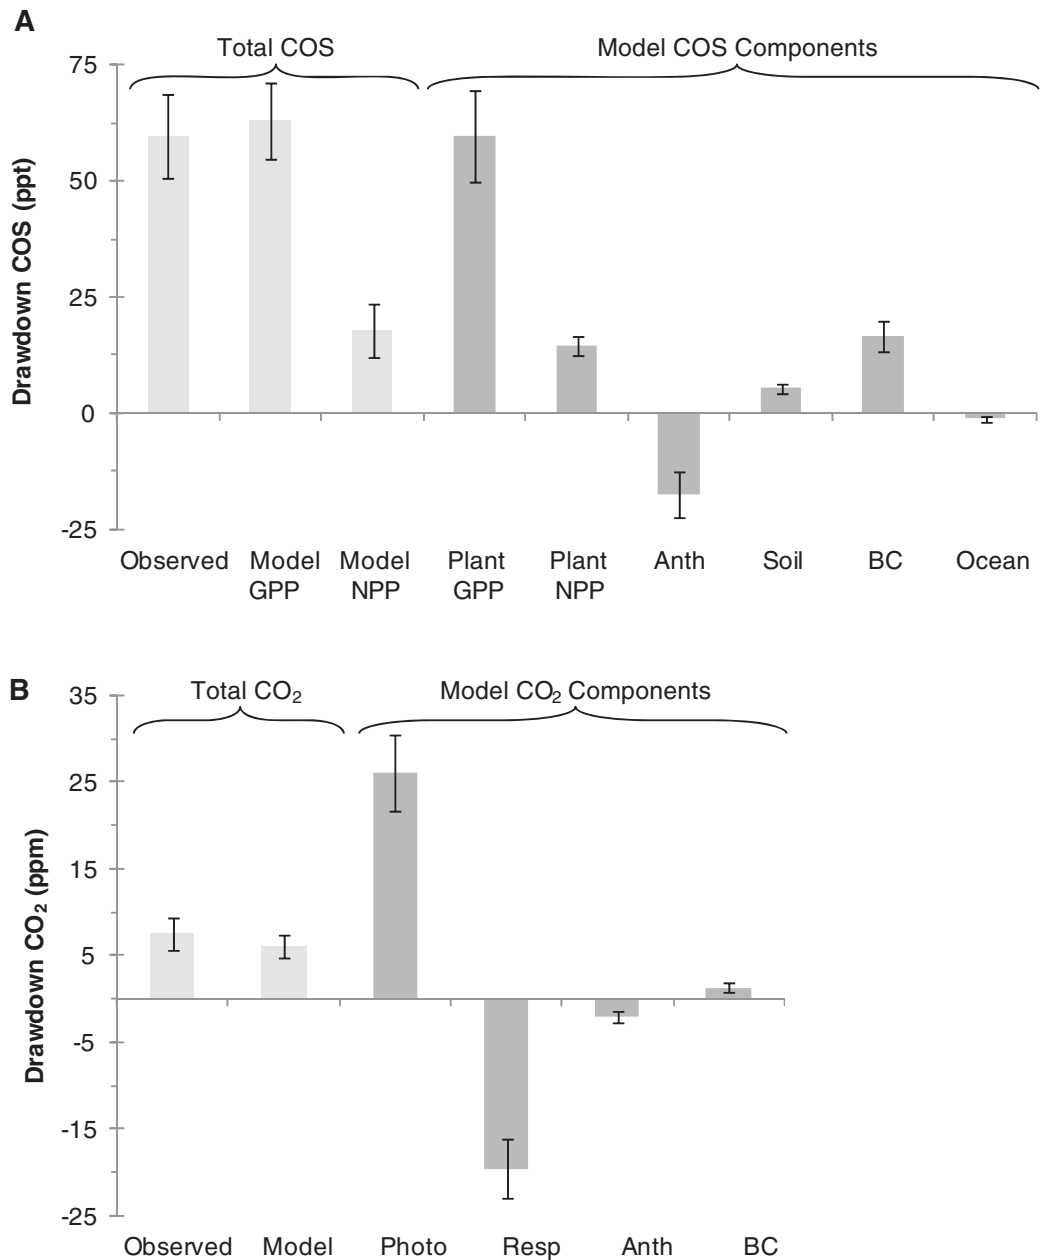 A
Total COS
Model COS Components
75
50
25
0
-25
Drawdown COS (ppt)
Observed
Model
GPP
Model
NPP
Plant
GPP
Plant
NPP
Anth
Soil
BC
Ocean
B
Total CO₂
Model CO₂ Components
35
25
15
5
-5
-15
-25
Drawdown CO₂ (ppm)
Observed
Model
Photo
Resp
Anth
BC